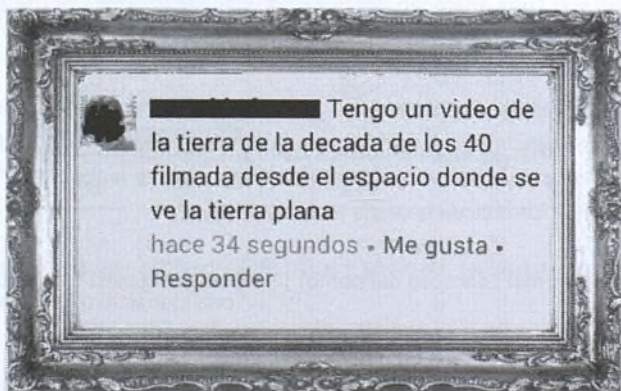 Tengo un video de
la tierra de la decada de los 40
filmada desde el espacio donde se
ve la tierra plana
hace 34 segundos • Me gusta •
Responder